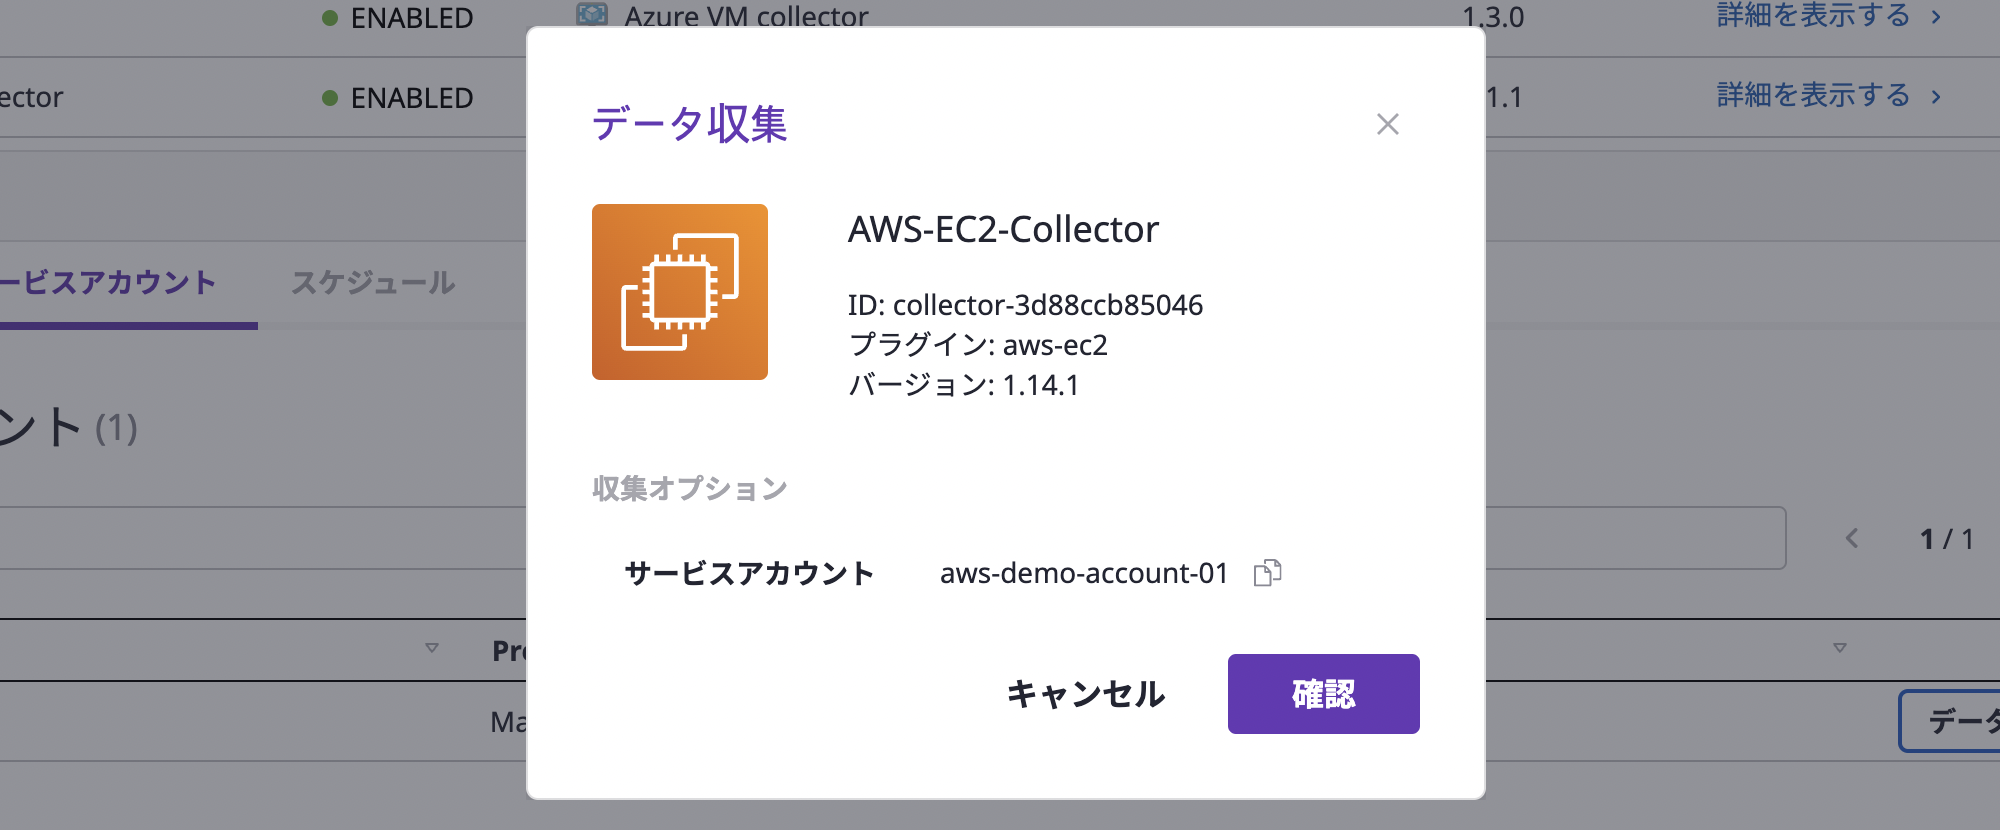 ENABLED Azure VM collector 1.3.0 詳細を表示する
ector ENABLED 1.1 詳細を表示する
データ収集
AWS-EC2-Collector
ID: collector-3d88ccb85046
プラグイン: aws-ec2
バージョン: 1.14.1
収集オプション
サービスアカウント aws-demo-account-01
キャンセル 確認
ービスアカウント スケジュール
ント (1)
1 / 1
Pr
Ma
データ